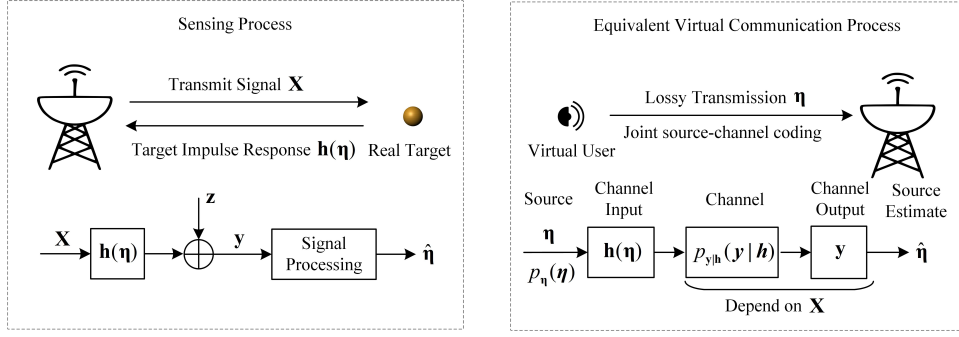 Sensing Process
Transmit Signal X
Target Impulse Response h(η) Real Target
z
X
h(η)
y
Signal
Processing
η̂
Equivalent Virtual Communication Process
Lossy Transmission η
Joint source-channel coding
Virtual User
Source
Channel
Input
Channel
Channel
Output
Source
Estimate
η
p_η(η)
h(η)
p_y|h(y | h)
y
η̂
Depend on X